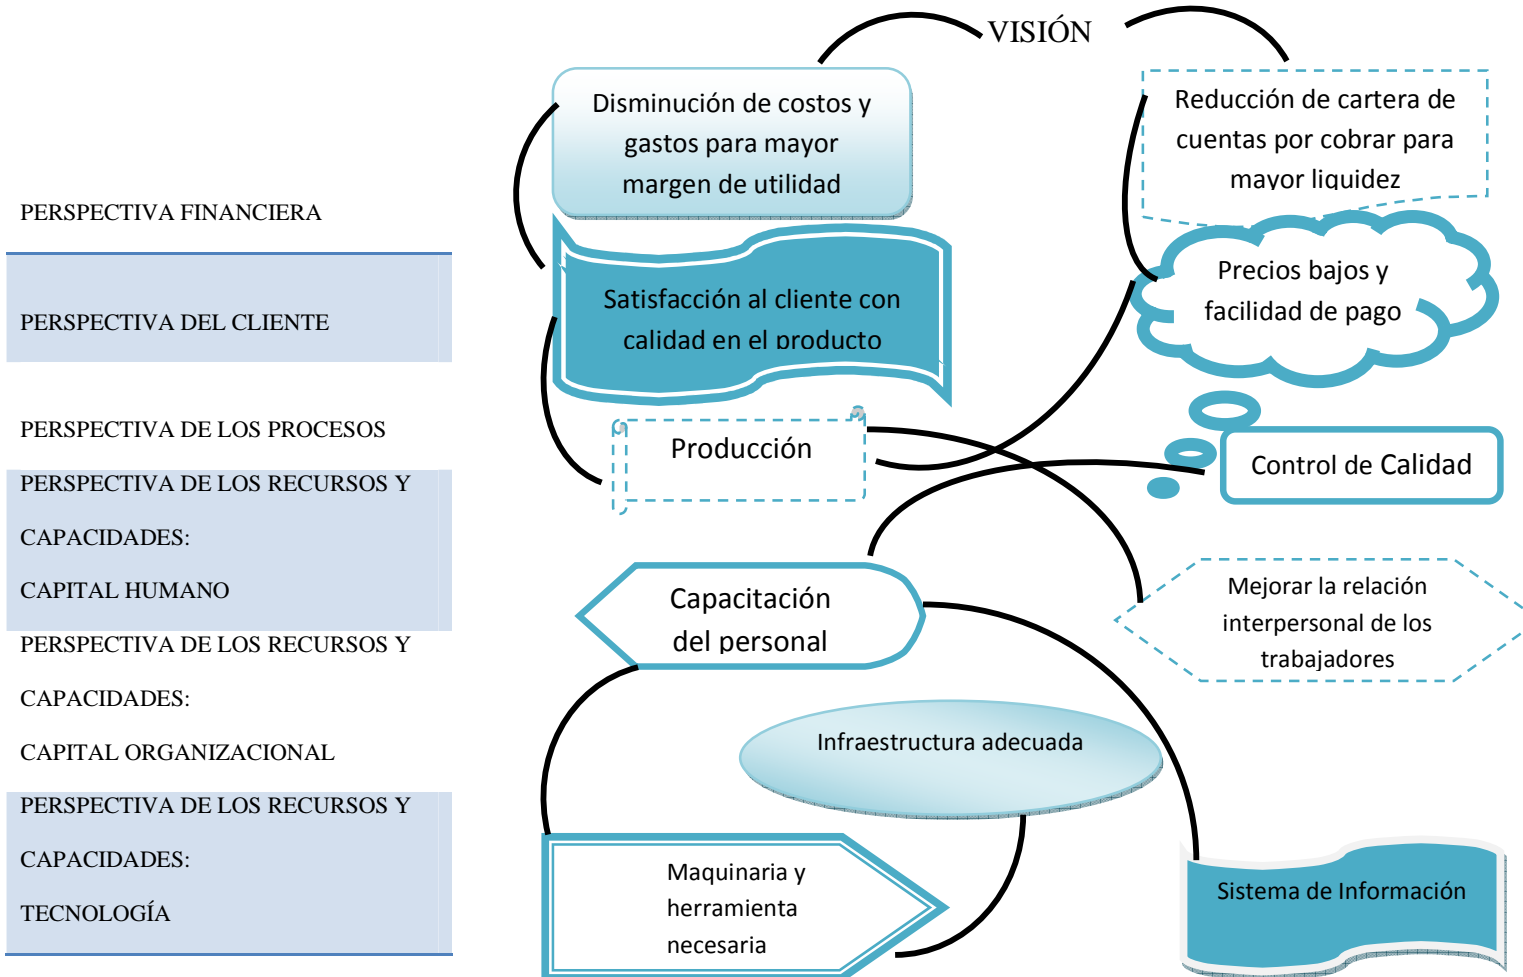 VISIÓN
Disminución de costos y
gastos para mayor
margen de utilidad
Reducción de cartera de
cuentas por cobrar para
mayor liquidez
PERSPECTIVA FINANCIERA
PERSPECTIVA DEL CLIENTE
Satisfacción al cliente con
calidad en el producto
Precios bajos y
facilidad de pago
PERSPECTIVA DE LOS PROCESOS
Producción
Control de Calidad
PERSPECTIVA DE LOS RECURSOS Y
CAPACIDADES:
CAPITAL HUMANO
Capacitación
del personal
Mejorar la relación
interpersonal de los
trabajadores
PERSPECTIVA DE LOS RECURSOS Y
CAPACIDADES:
CAPITAL ORGANIZACIONAL
Infraestructura adecuada
PERSPECTIVA DE LOS RECURSOS Y
CAPACIDADES:
TECNOLOGÍA
Maquinaria y
herramienta
necesaria
Sistema de Información